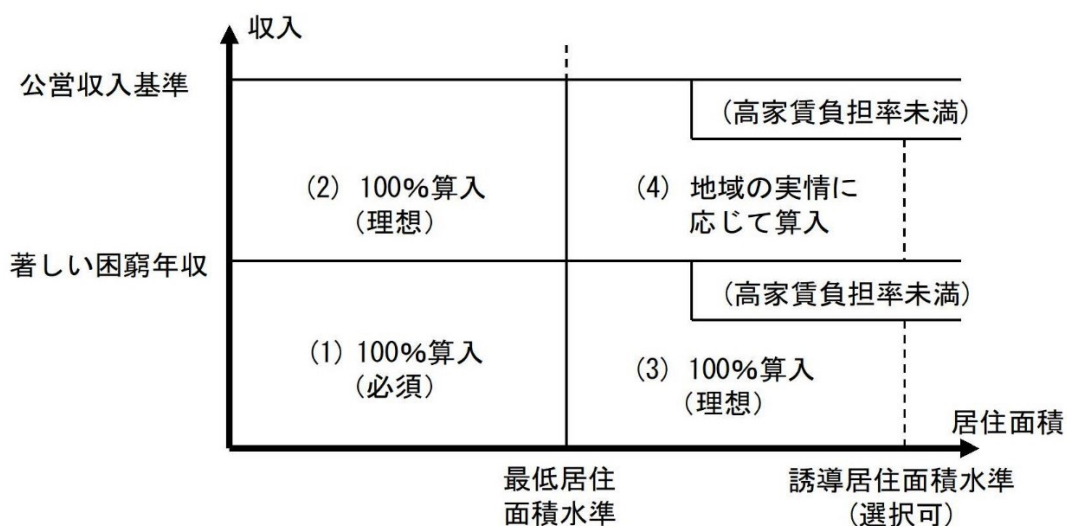 収入
公営収入基準
(高家賃負担率未満)
(2) 100%算入
(理想)
(4) 地域の実情に
応じて算入
著しい困窮年収
(高家賃負担率未満)
(1) 100%算入
(必須)
(3) 100%算入
(理想)
居住面積
最低居住
面積水準
誘導居住面積水準
(選択可)